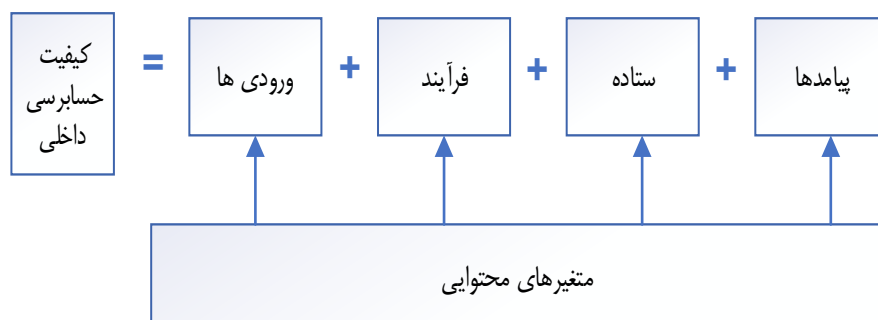 کیفیت
حسابرسی
داخلی
=
ورودی ها
+
فرآیند
+
ستاده
+
پیامدها
متغیرهای محتوایی